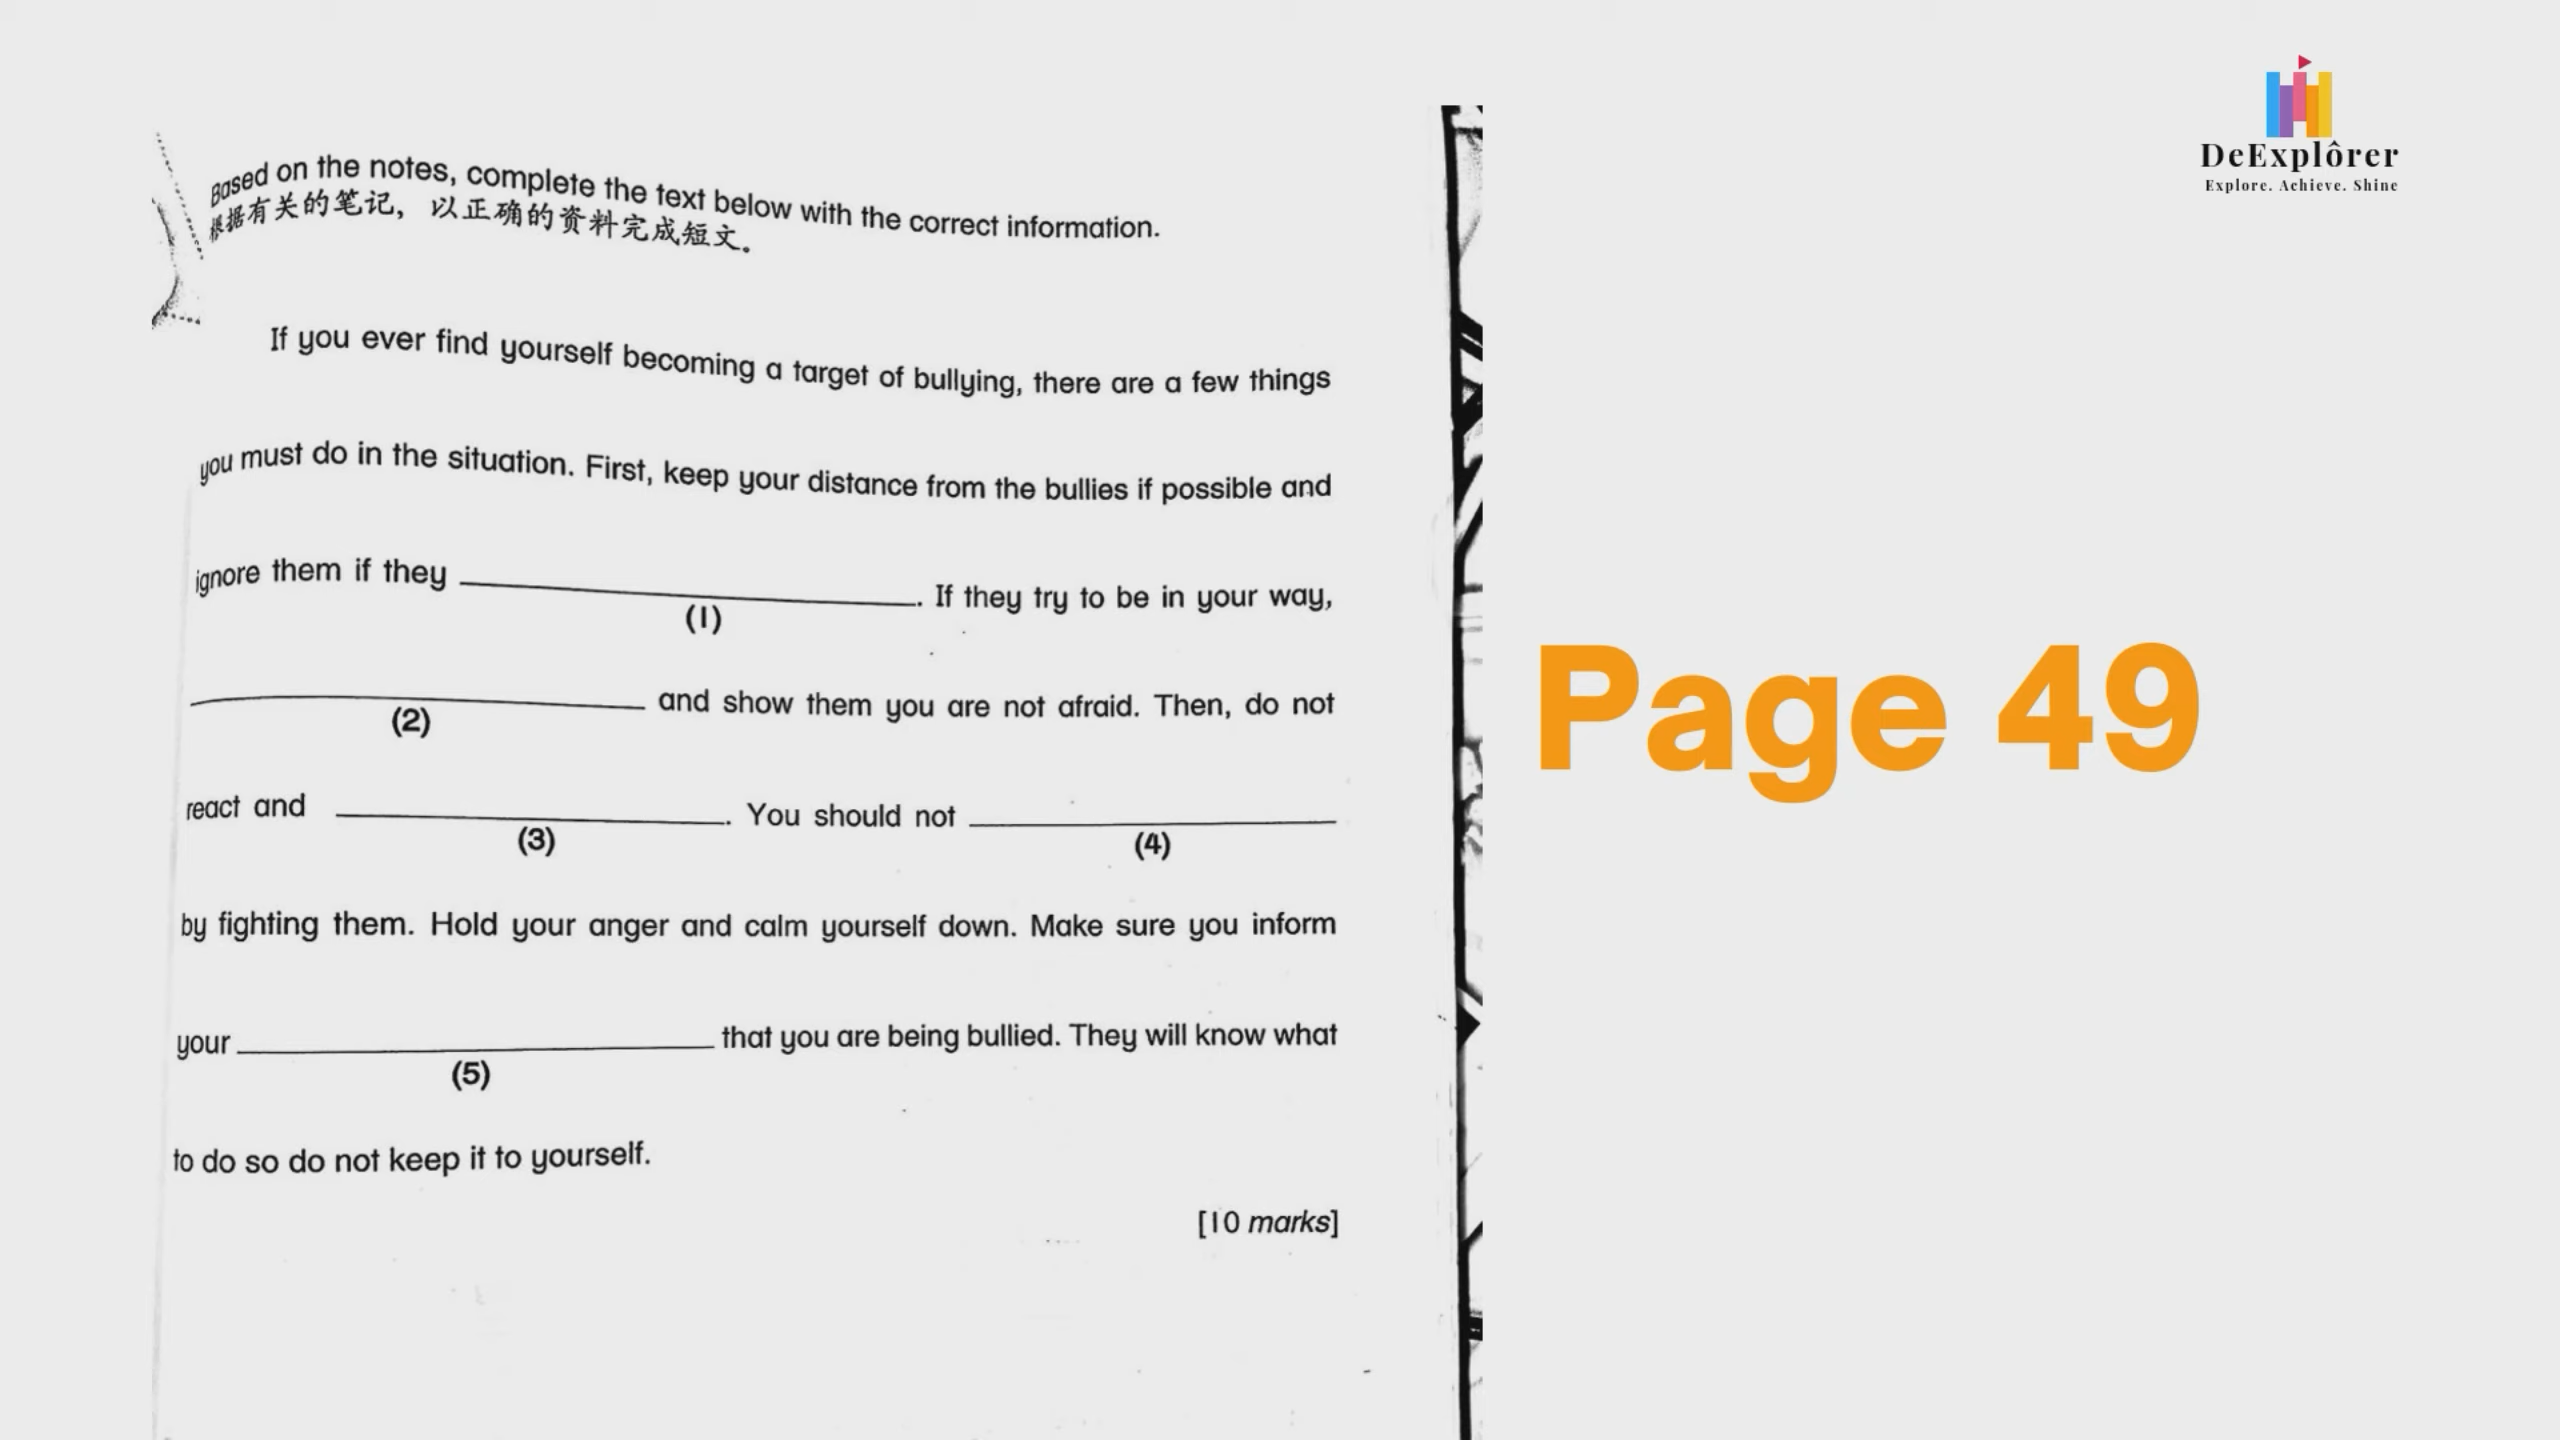 DeExplôrer
Explore. Achieve. Shine
Based on the notes, complete the text below with the correct information.
根据有关的笔记，以正确的资料完成短文。
If you ever find yourself becoming a target of bullying, there are a few things
you must do in the situation. First, keep your distance from the bullies if possible and
ignore them if they ____________. If they try to be in your way,
(1)
____________ and show them you are not afraid. Then, do not
(2)
react and ____________. You should not ____________
(3) (4)
by fighting them. Hold your anger and calm yourself down. Make sure you inform
your ____________ that you are being bullied. They will know what
(5)
to do so do not keep it to yourself.
[10 marks]
Page 49